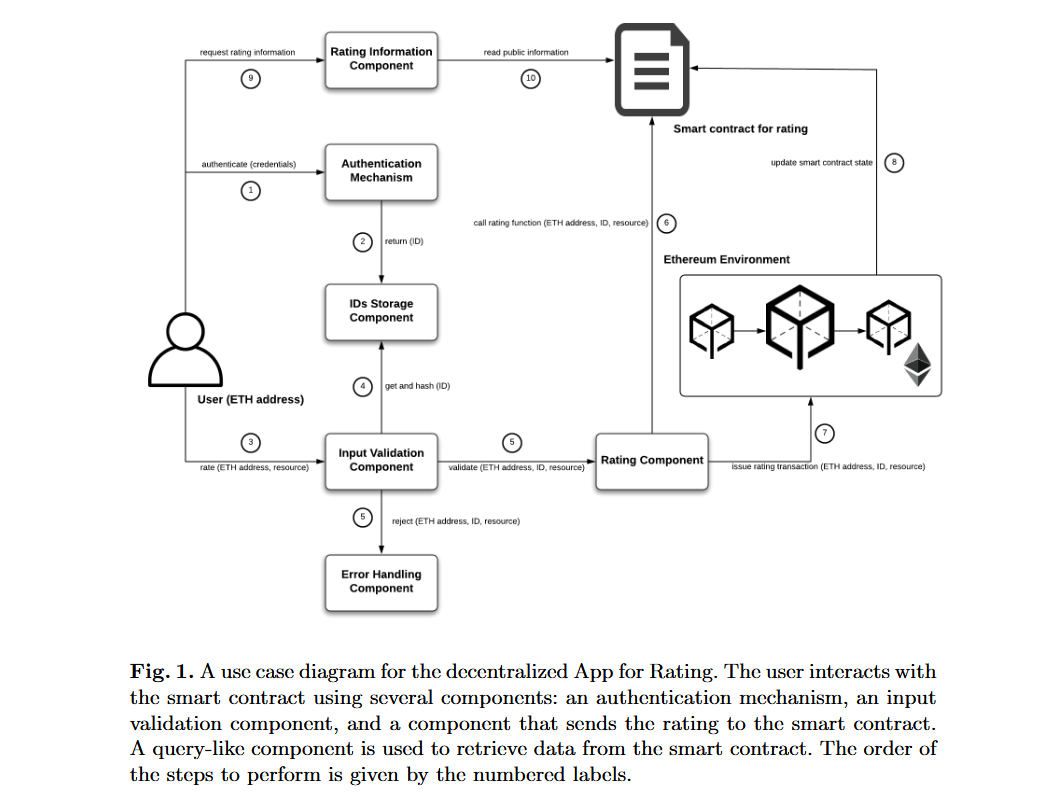 request rating information
9
Rating Information
Component
read public information
10
Smart contract for rating
authenticate (credentials)
1
Authentication
Mechanism
update smart contract state
8
2
return (ID)
call rating function (ETH address, ID, resource)
6
Ethereum Environment
IDs Storage
Component
4
get and hash (ID)
User (ETH address)
3
rate (ETH address, resource)
Input Validation
Component
5
validate (ETH address, ID, resource)
Rating Component
7
issue rating transaction (ETH address, ID, resource)
5
reject (ETH address, ID, resource)
Error Handling
Component
Fig. 1. A use case diagram for the decentralized App for Rating. The user interacts with
the smart contract using several components: an authentication mechanism, an input
validation component, and a component that sends the rating to the smart contract.
A query-like component is used to retrieve data from the smart contract. The order of
the steps to perform is given by the numbered labels.